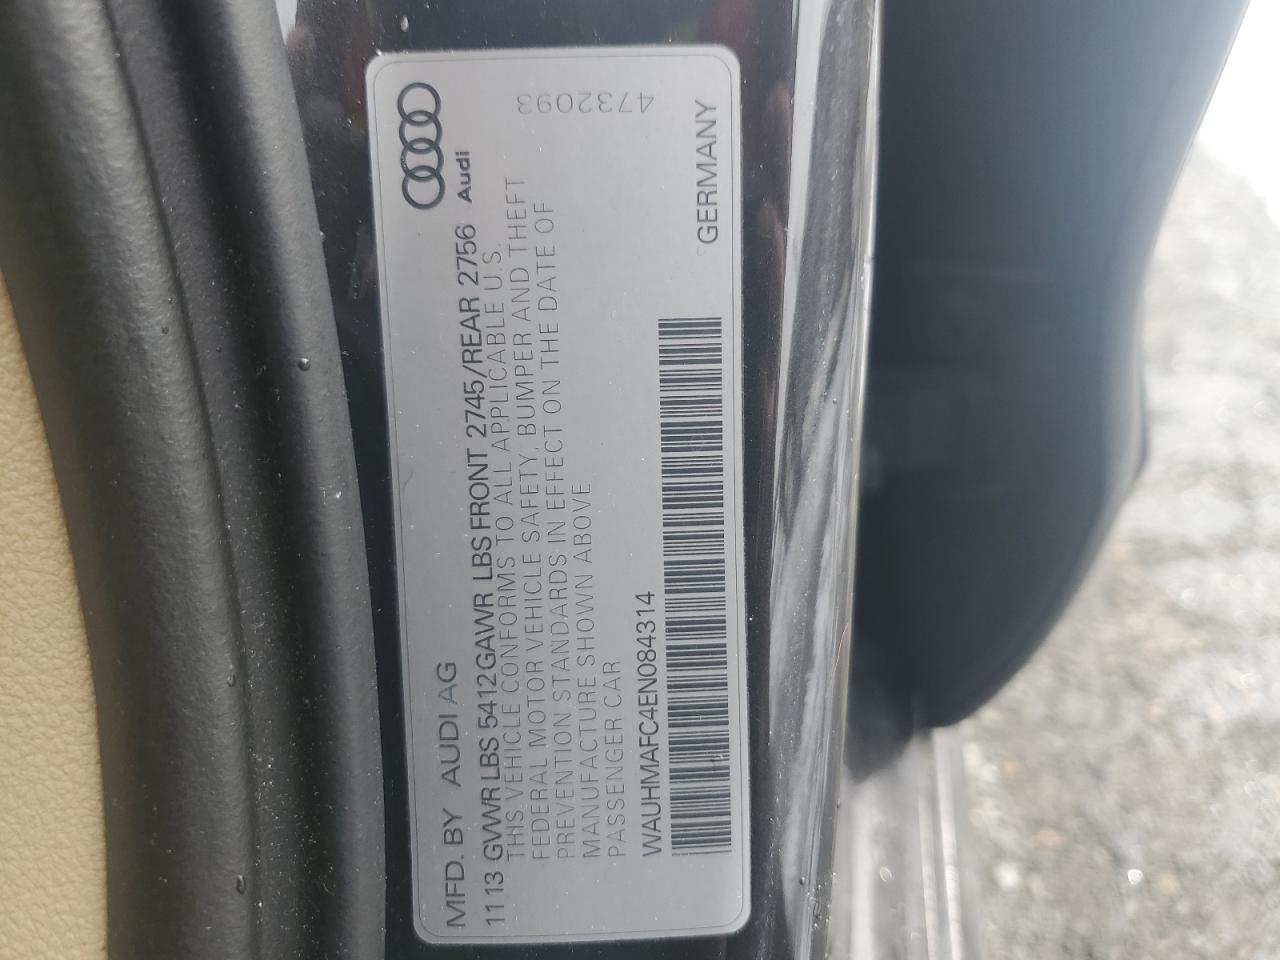 MFD. BY AUDI AG
Audi
11 13 GVWR LBS 5412 GAWR LBS FRONT 2745/REAR 2756
THIS VEHICLE CONFORMS TO ALL APPLICABLE U.S.
FEDERAL MOTOR VEHICLE SAFETY, BUMPER AND THEFT
PREVENTION STANDARDS IN EFFECT ON THE DATE OF
MANUFACTURE SHOWN ABOVE
PASSENGER CAR
4732093
WAUHMAFC4EN084314
GERMANY